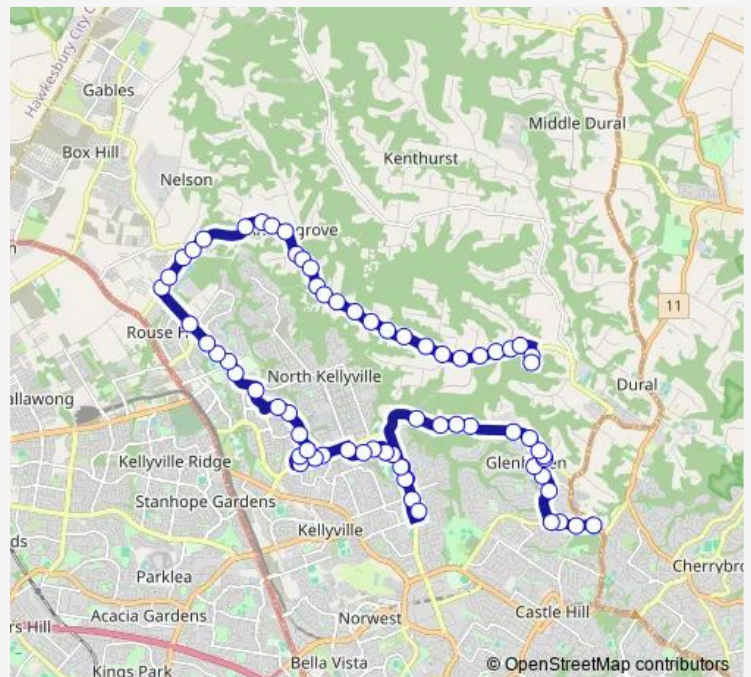 Gables
Middle Dural
Box Hill
Kenthurst
Nelson
grove
11
Rouse H
North Kellyville
Dural
allawong
Kellyville Ridge
Stanhope Gardens
Kellyville
ds
Parklea
Cherrybro
Acacia Gardens
Norwest
Castle Hill
rs Hill
Bella Vista
Kings Park
© OpenStreetMap contributors